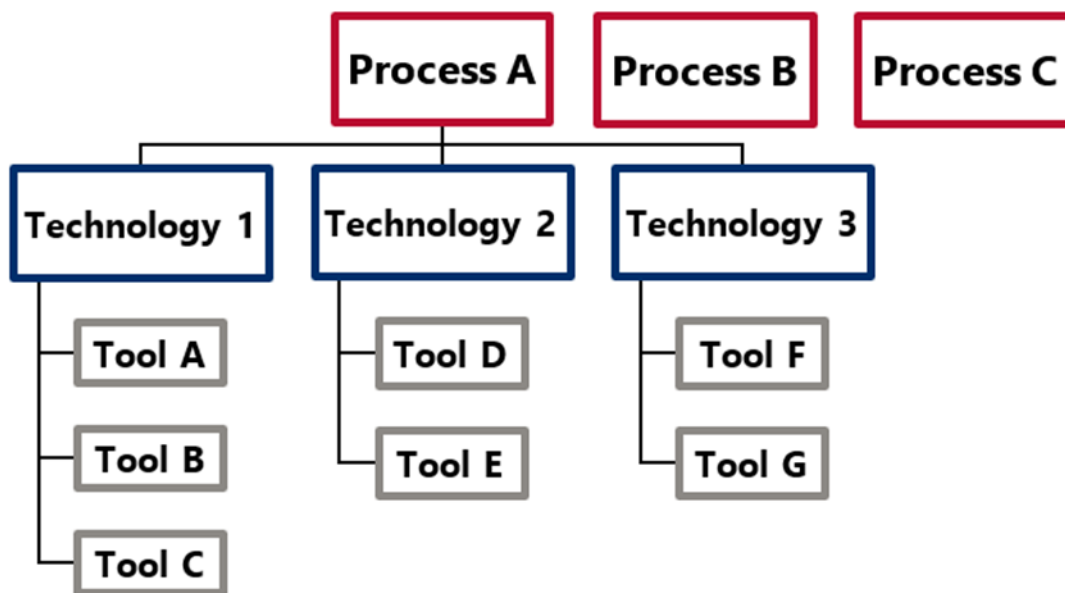 Process A
Process B
Process C
Technology 1
Technology 2
Technology 3
Tool A
Tool D
Tool F
Tool B
Tool E
Tool G
Tool C